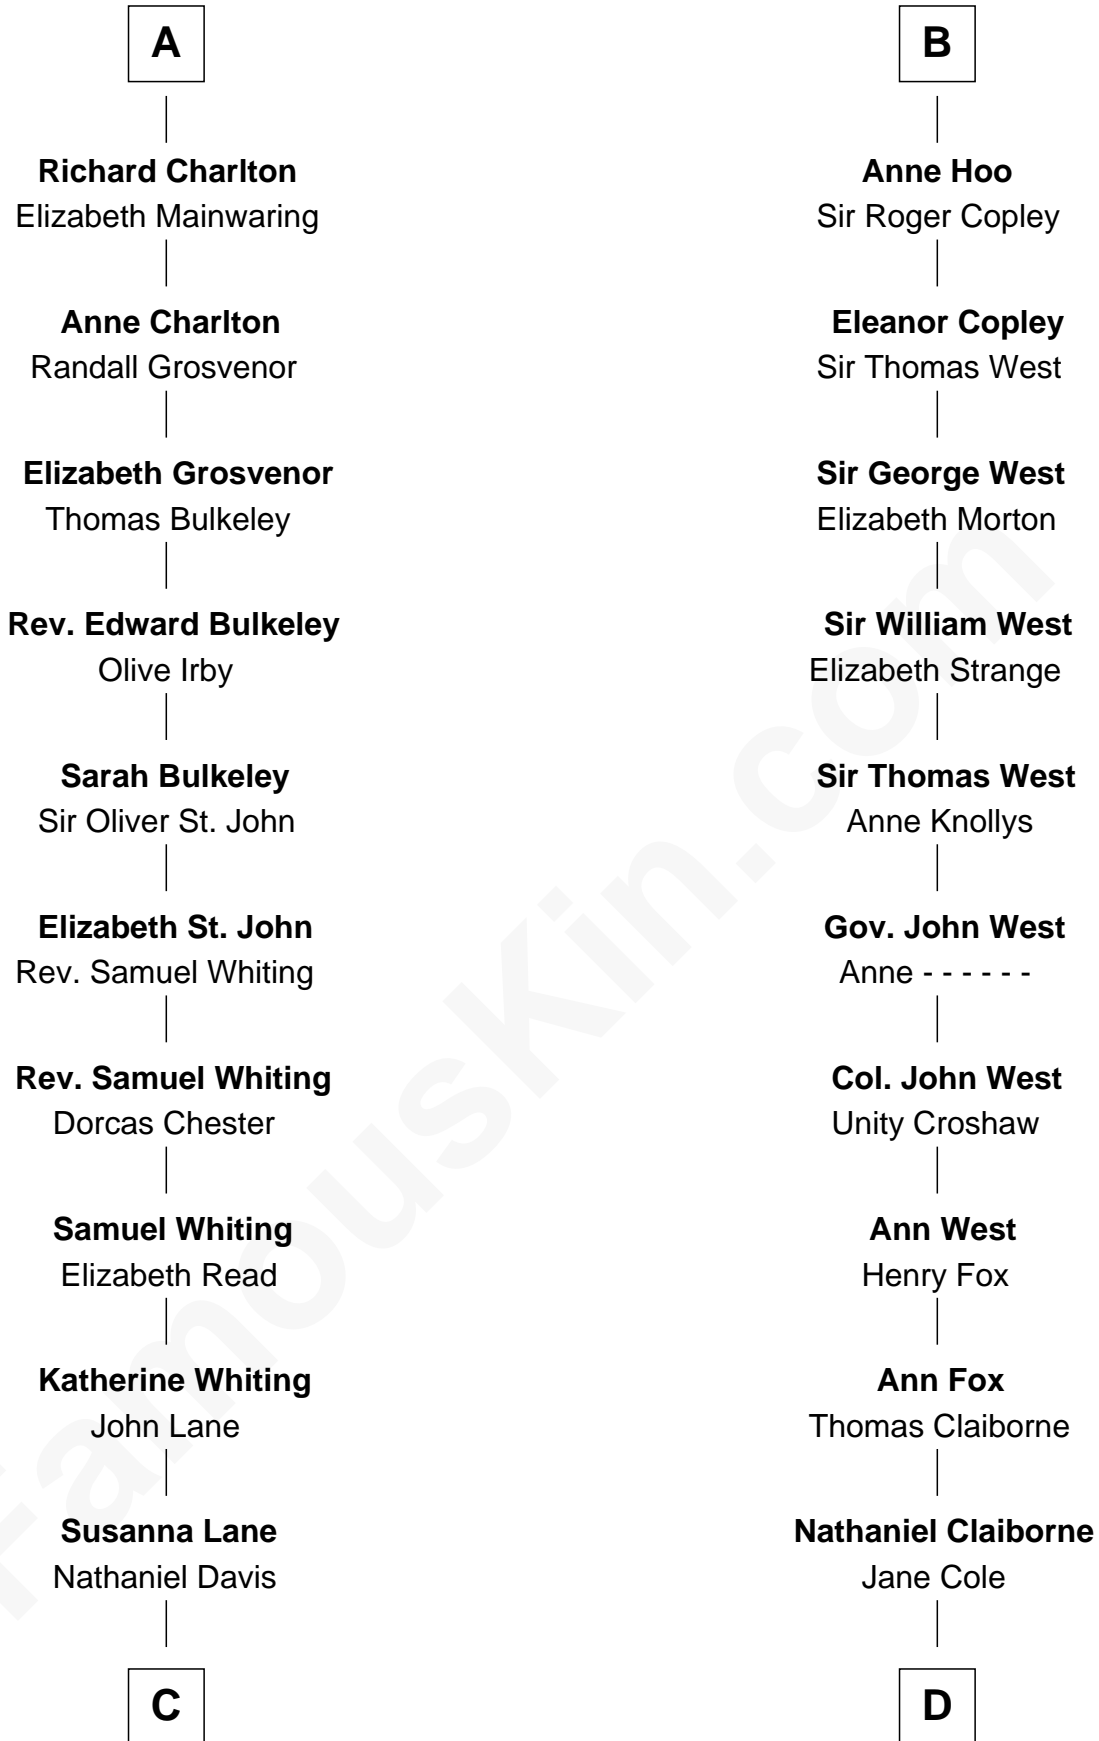 A
Richard Charlton
Elizabeth Mainwaring
Anne Charlton
Randall Grosvenor
Elizabeth Grosvenor
Thomas Bulkeley
Rev. Edward Bulkeley
Olive Irby
Sarah Bulkeley
Sir Oliver St. John
Elizabeth St. John
Rev. Samuel Whiting
Rev. Samuel Whiting
Dorcas Chester
Samuel Whiting
Elizabeth Read
Katherine Whiting
John Lane
Susanna Lane
Nathaniel Davis
C
B
Anne Hoo
Sir Roger Copley
Eleanor Copley
Sir Thomas West
Sir George West
Elizabeth Morton
Sir William West
Elizabeth Strange
Sir Thomas West
Anne Knollys
Gov. John West
Anne - - - - - -
Col. John West
Unity Croshaw
Ann West
Henry Fox
Ann Fox
Thomas Claiborne
Nathaniel Claiborne
Jane Cole
D
FamousKin.com